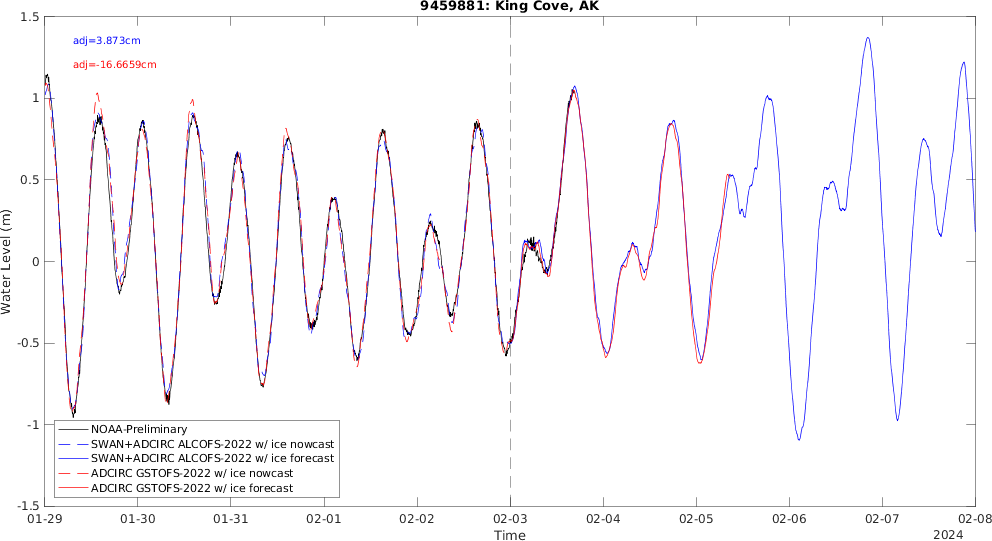 9459881: King Cove, AK
adj=3.873cm
adj=-16.6659cm
1.5
1
0.5
0
-0.5
-1
-1.5
Water Level (m)
NOAA-Preliminary
SWAN+ADCIRC ALCOFS-2022 w/ ice nowcast
SWAN+ADCIRC ALCOFS-2022 w/ ice forecast
ADCIRC GSTOFS-2022 w/ ice nowcast
ADCIRC GSTOFS-2022 w/ ice forecast
01-29 01-30 01-31 02-01 02-02 02-03 02-04 02-05 02-06 02-07 02-08
Time
2024